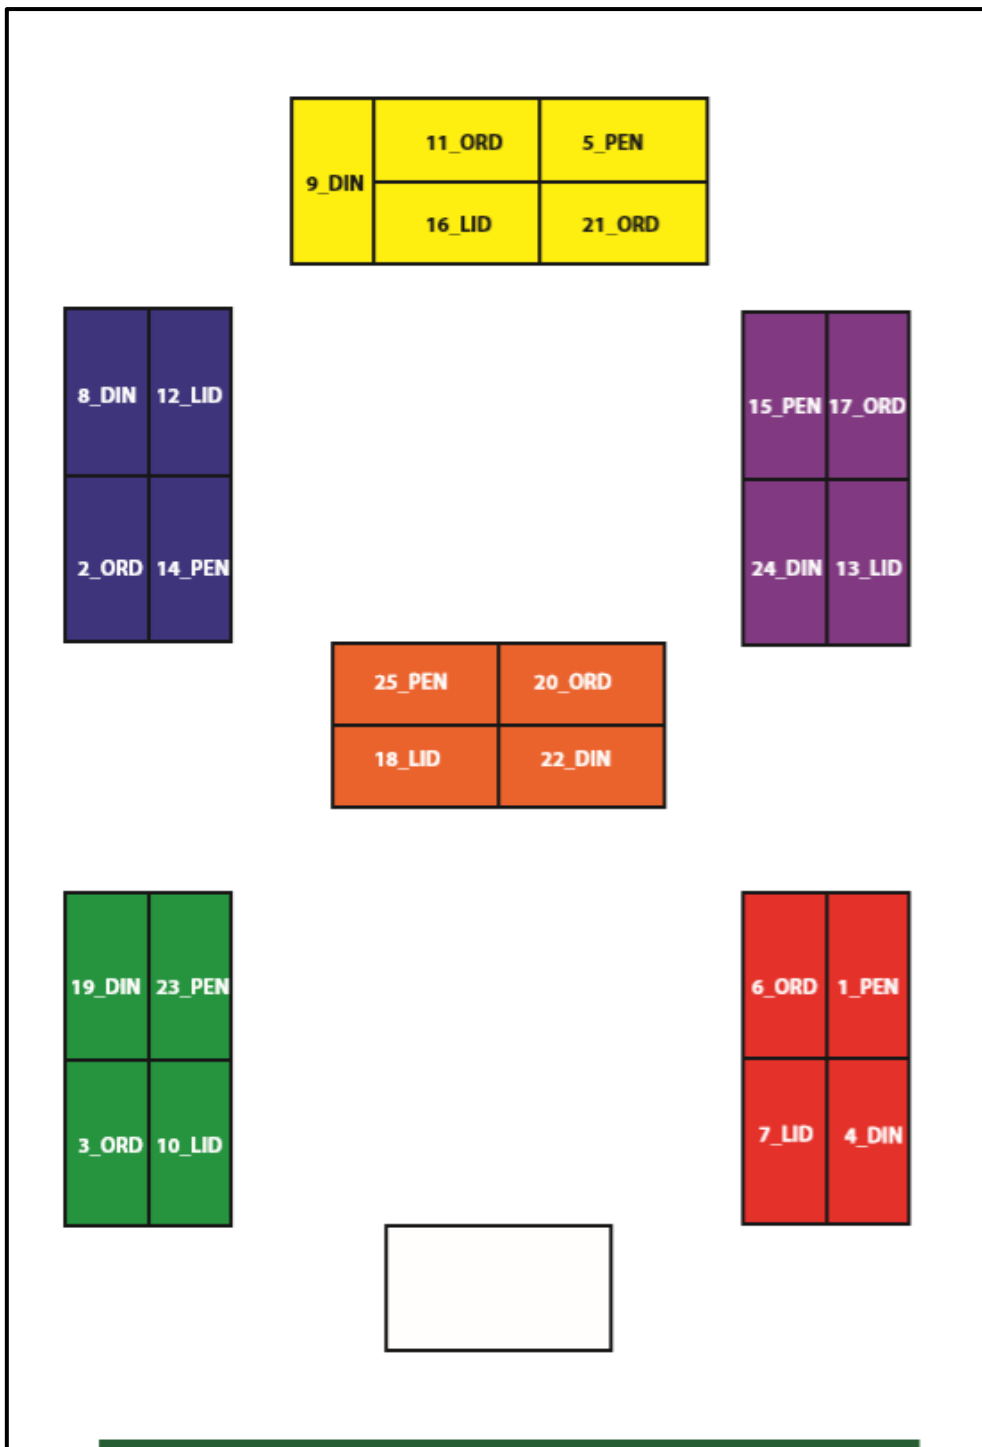 9_DIN
11_ORD
5_PEN
16_LID
21_ORD
8_DIN
12_LID
2_ORD
14_PEN
15_PEN
17_ORD
24_DIN
13_LID
25_PEN
20_ORD
18_LID
22_DIN
19_DIN
23_PEN
3_ORD
10_LID
6_ORD
1_PEN
7_LID
4_DIN